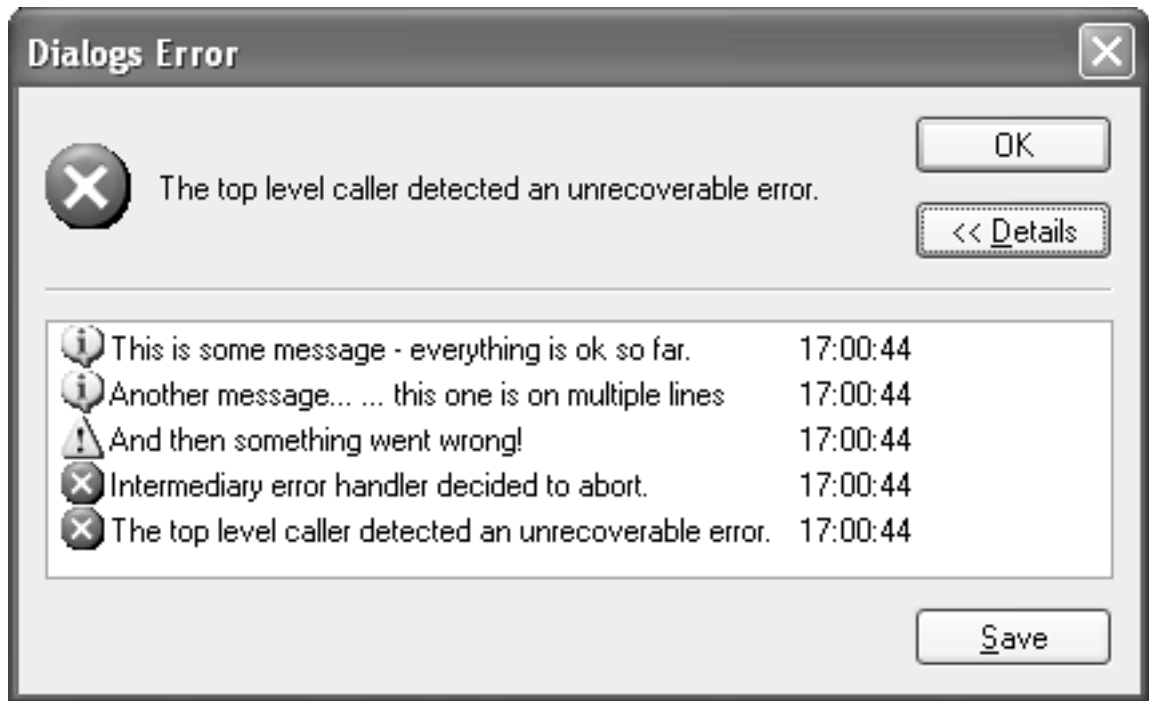 Dialogs Error
OK
The top level caller detected an unrecoverable error.
<< Details
This is some message - everything is ok so far. 17:00:44
Another message... ... this one is on multiple lines 17:00:44
And then something went wrong! 17:00:44
Intermediary error handler decided to abort. 17:00:44
The top level caller detected an unrecoverable error. 17:00:44
Save